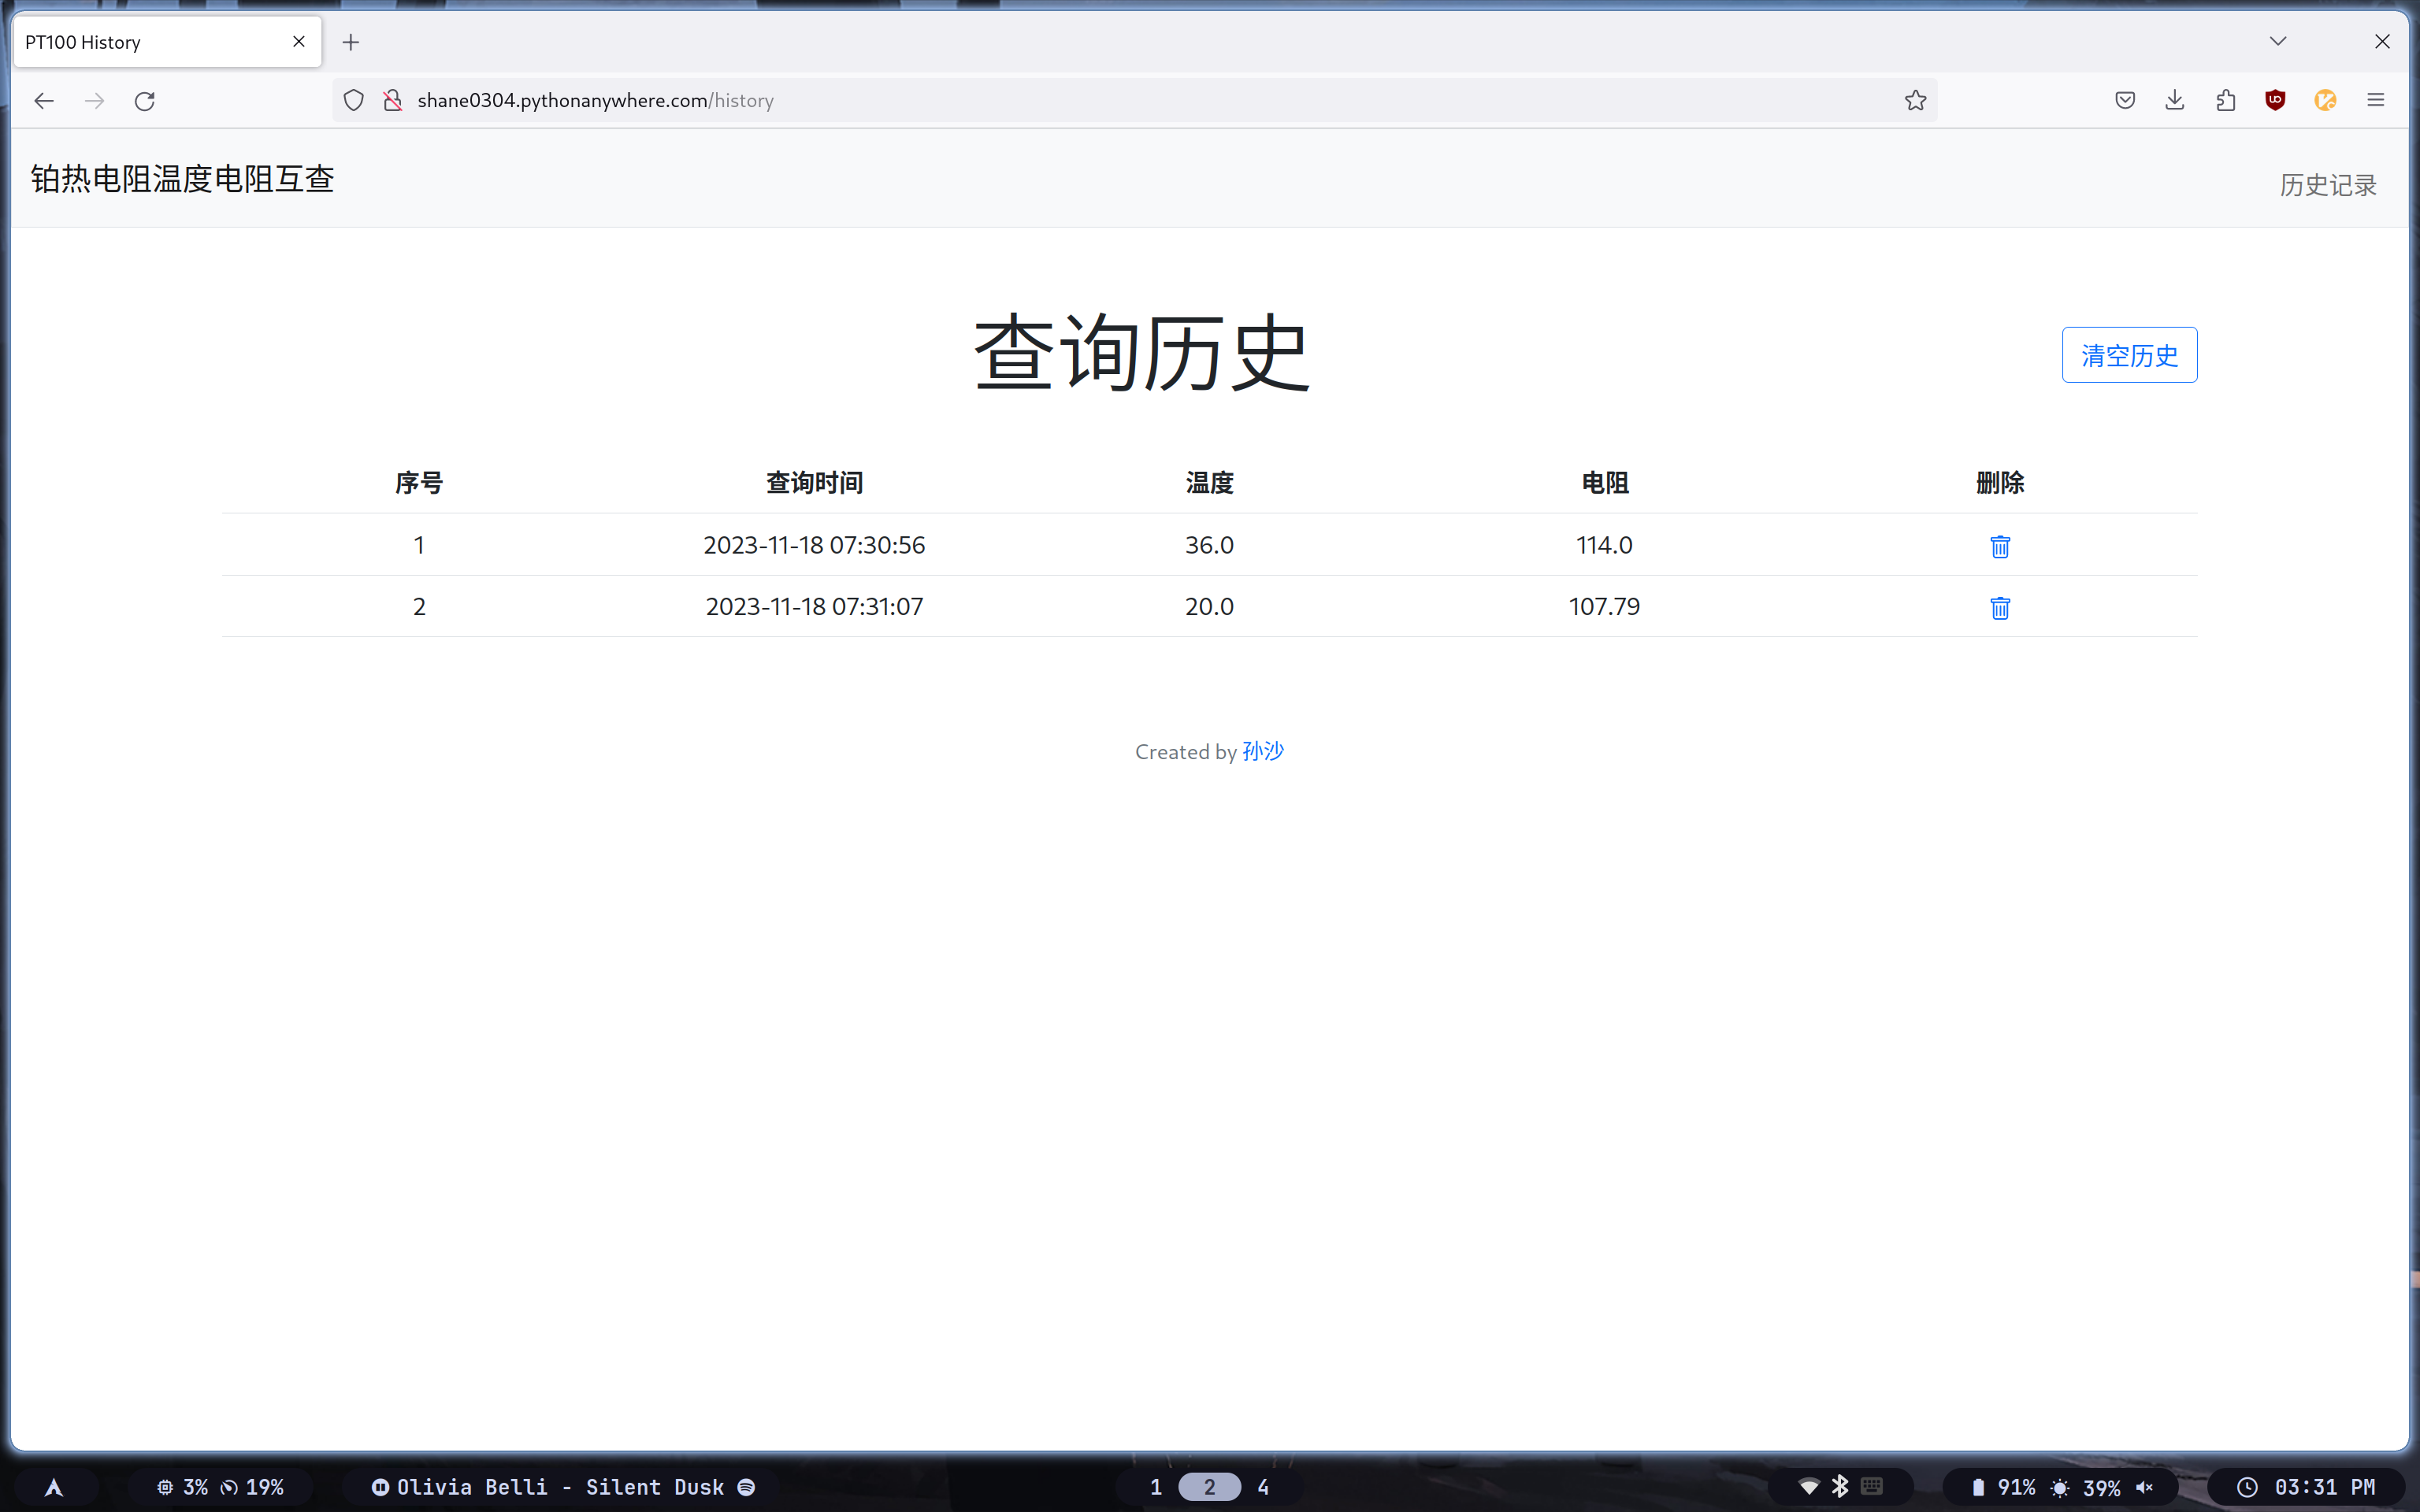 PT100 History
shane0304.pythonanywhere.com/history
铂热电阻温度电阻互查
历史记录
查询历史
清空历史
序号 查询时间 温度 电阻 删除
1 2023-11-18 07:30:56 36.0 114.0
2 2023-11-18 07:31:07 20.0 107.79
Created by 孙沙
3% 19% Olivia Belli - Silent Dusk 1 2 4 91% 39% 03:31 PM